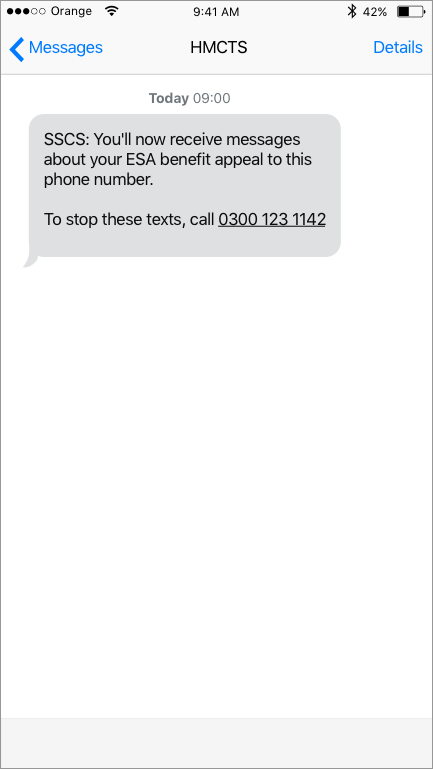 Orange 9:41 AM 42%
Messages HMCTS Details
Today 09:00
SSCS: You'll now receive messages
about your ESA benefit appeal to this
phone number.
To stop these texts, call 0300 123 1142